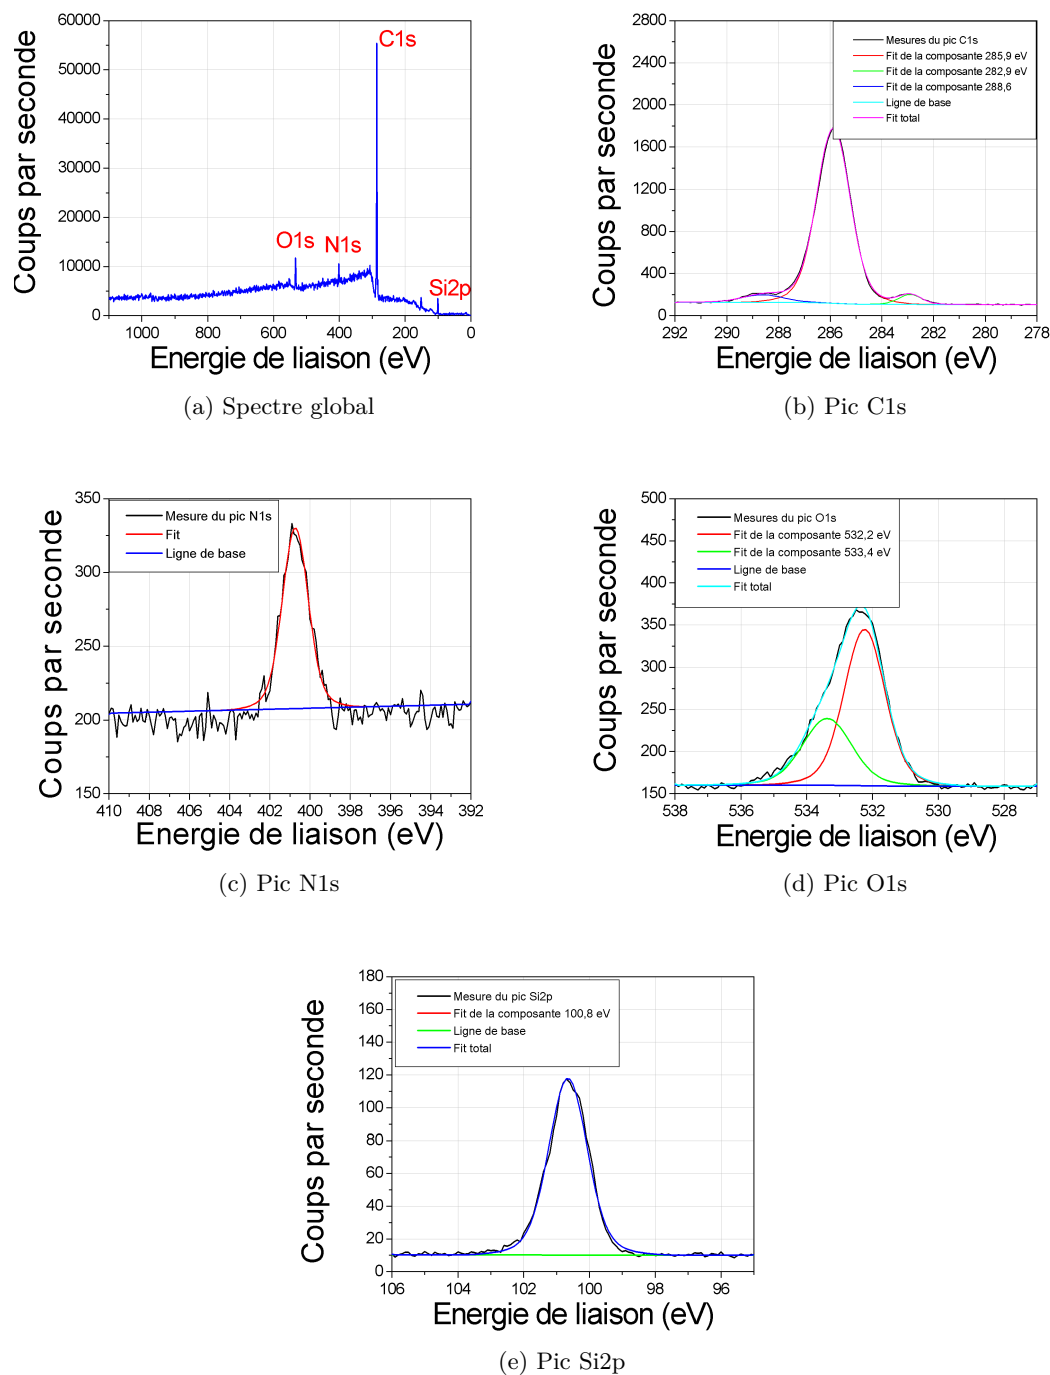 60000
50000
40000
30000
20000
10000
0
Coups par seconde
C1s
O1s
N1s
Si2p
1000 800 600 400 200 0
Energie de liaison (eV)
(a) Spectre global
2800
2400
2000
1600
1200
800
400
0
Coups par seconde
Mesures du pic C1s
Fit de la composante 285,9 eV
Fit de la composante 282,9 eV
Fit de la composante 288,6
Ligne de base
Fit total
292 290 288 286 284 282 280 278
Energie de liaison (eV)
(b) Pic C1s
350
300
250
200
150
Coups par seconde
Mesure du pic N1s
Fit
Ligne de base
410 408 406 404 402 400 398 396 394 392
Energie de liaison (eV)
(c) Pic N1s
500
450
400
350
300
250
200
150
Coups par seconde
Mesures du pic O1s
Fit de la composante 532,2 eV
Fit de la composante 533,4 eV
Ligne de base
Fit total
538 536 534 532 530 528
Energie de liaison (eV)
(d) Pic O1s
180
160
140
120
100
80
60
40
20
0
Coups par seconde
Mesure du pic Si2p
Fit de la composante 100,8 eV
Ligne de base
Fit total
106 104 102 100 98 96
Energie de liaison (eV)
(e) Pic Si2p